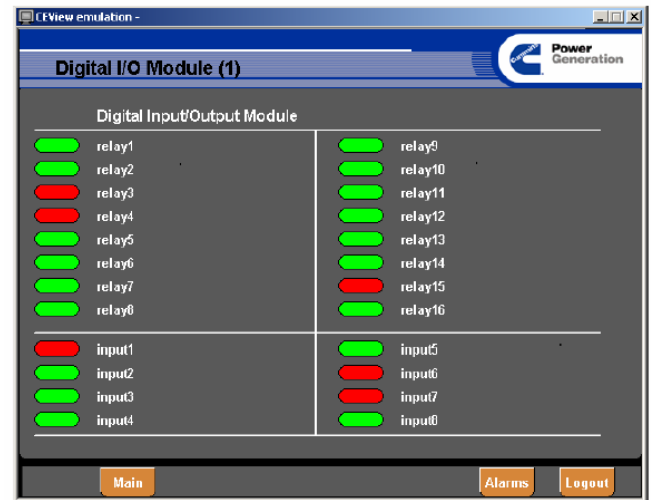 CEView emulation -
Power
Generation
Digital I/O Module (1)
Digital Input/Output Module
relay1
relay2
relay3
relay4
relay5
relay6
relay7
relay8
relay9
relay10
relay11
relay12
relay13
relay14
relay15
relay16
input1
input2
input3
input4
input5
input6
input7
input8
Main
Alarms
Logout